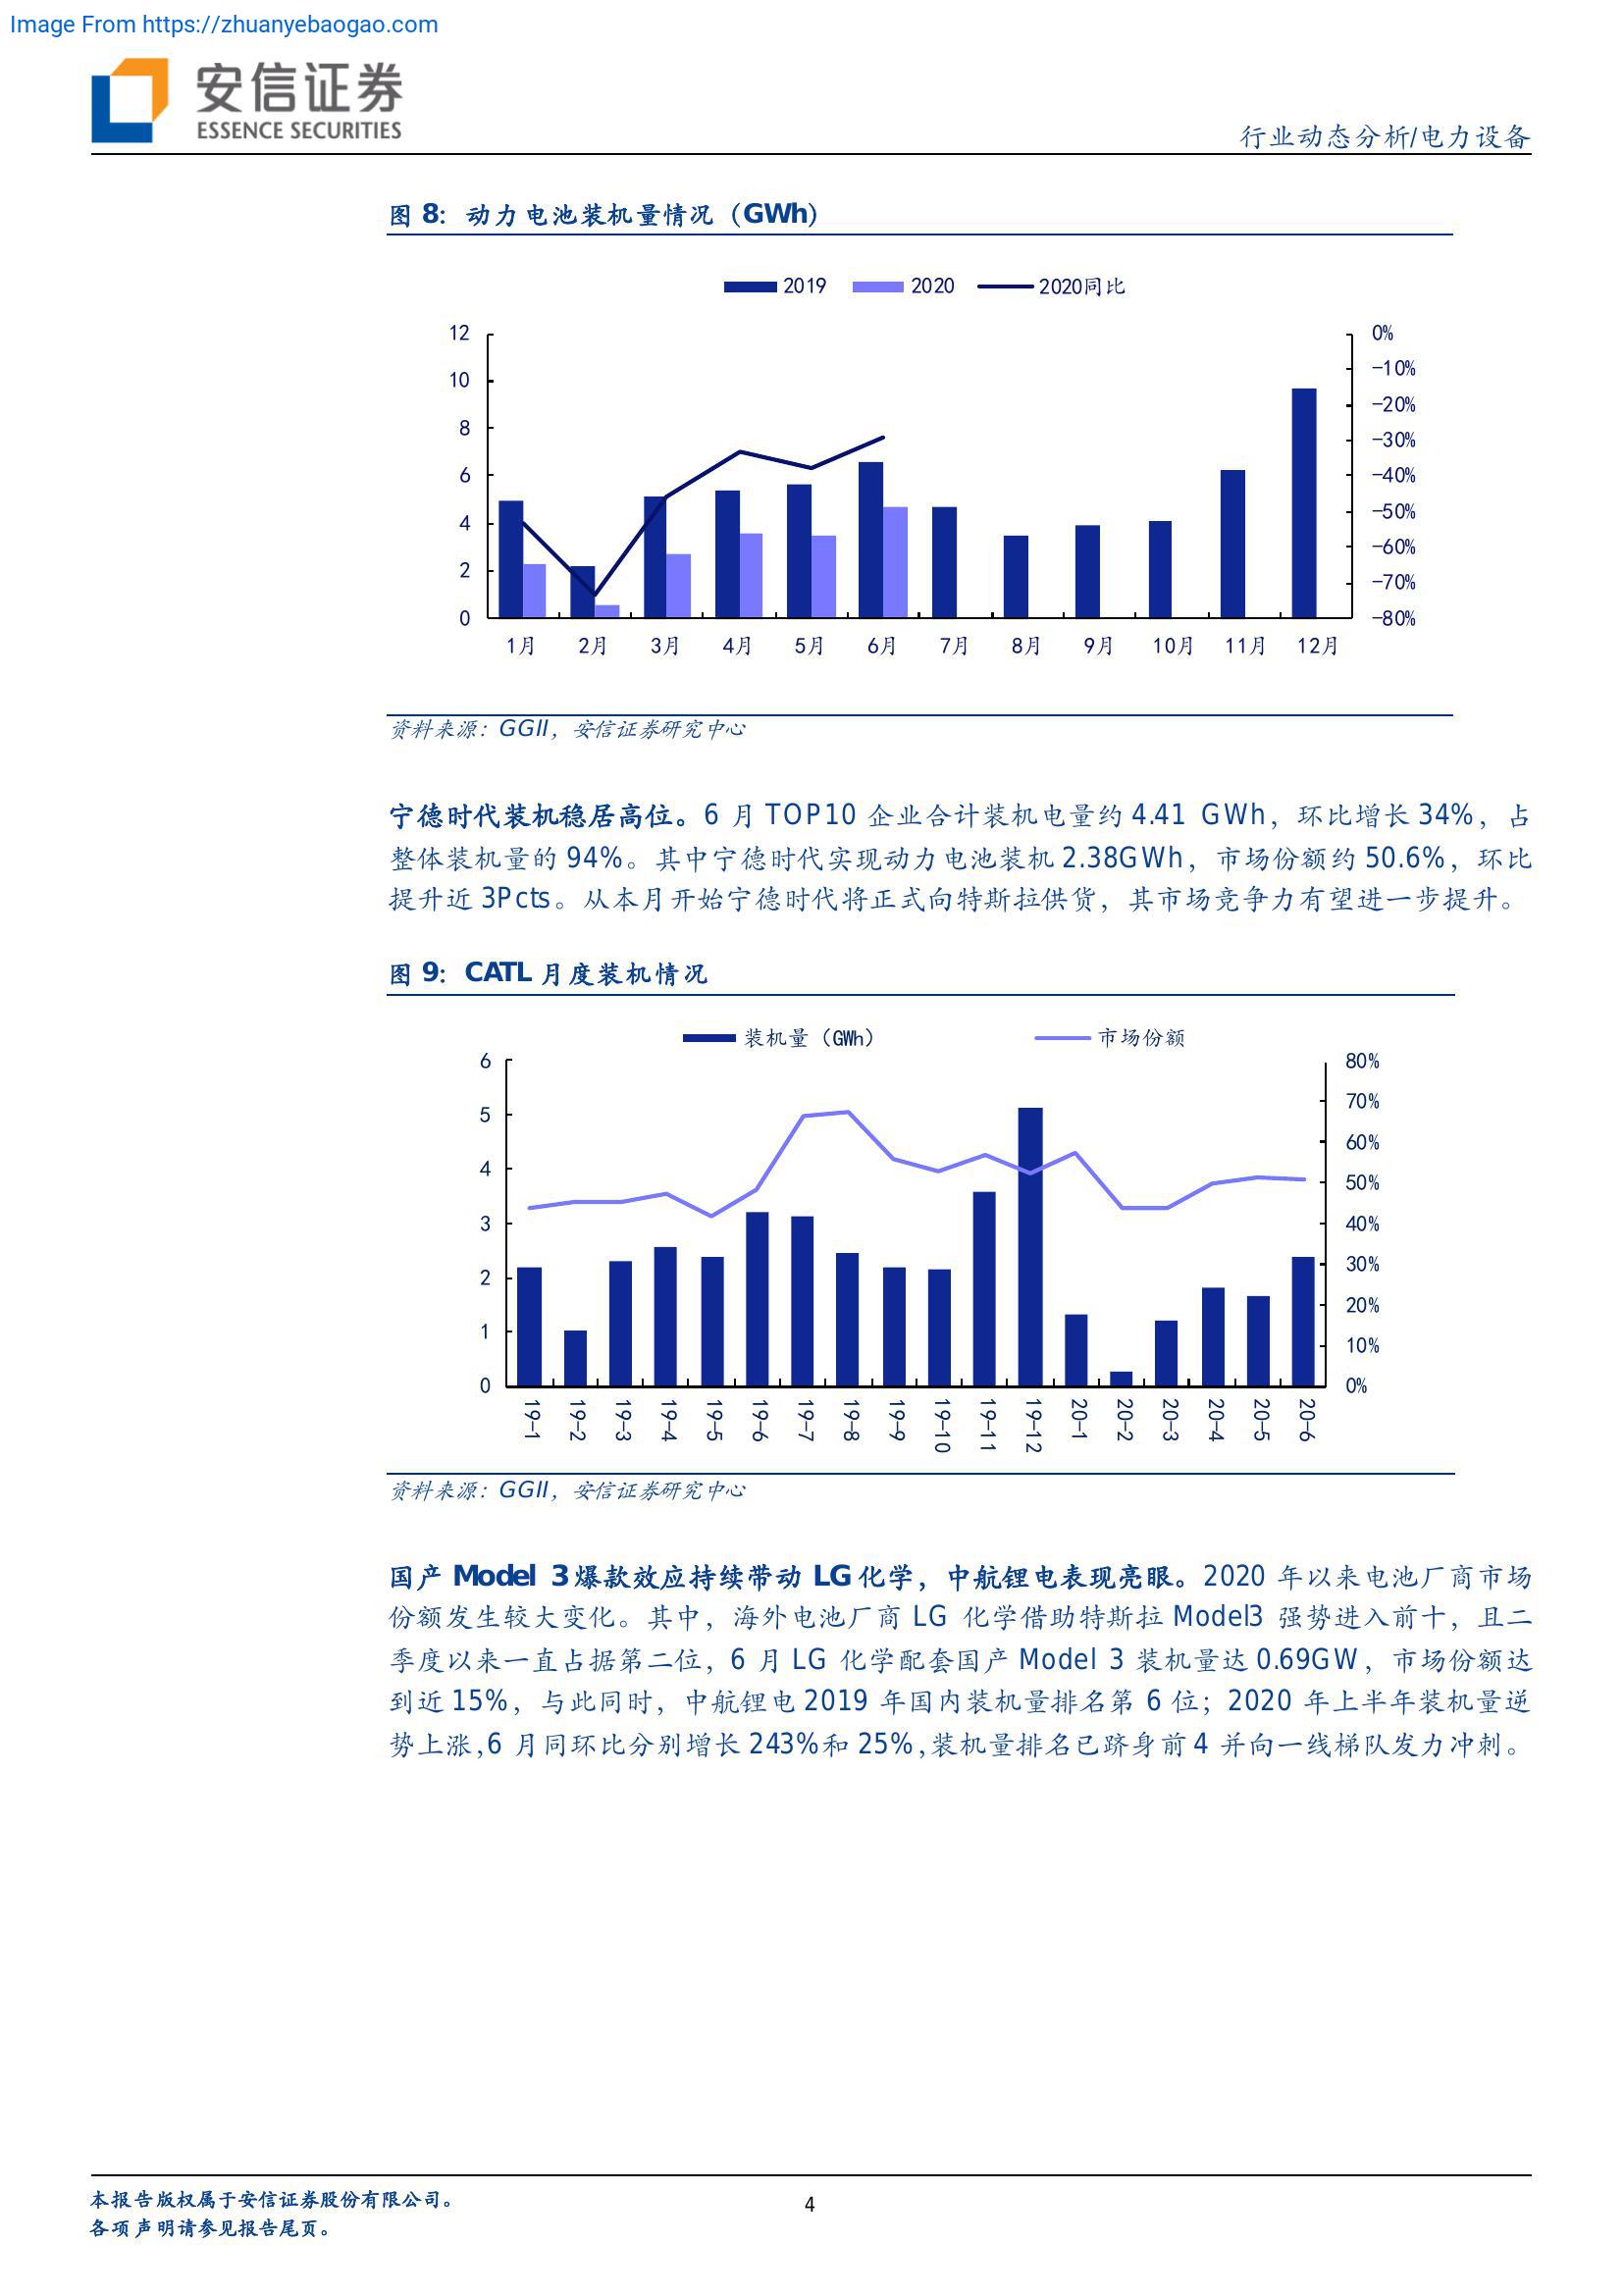 Image From https://zhuanyebaogao.com
安信证券
ESSENCE SECURITIES
行业动态分析/电力设备
图 8：动力电池装机量情况（GWh）
2019 2020 2020同比
12 0%
10 -10%
8 -20%
6 -30%
4 -40%
2 -50%
0 -60%
-70%
-80%
1月 2月 3月 4月 5月 6月 7月 8月 9月 10月 11月 12月
资料来源：GGII，安信证券研究中心
宁德时代装机稳居高位。6 月 TOP10 企业合计装机电量约 4.41 GWh，环比增长 34%，占
整体装机量的 94%。其中宁德时代实现动力电池装机 2.38GWh，市场份额约 50.6%，环比
提升近 3Pcts。从本月开始宁德时代将正式向特斯拉供货，其市场竞争力有望进一步提升。
图 9：CATL 月度装机情况
装机量（GWh） 市场份额
6 80%
5 70%
4 60%
3 50%
2 40%
1 30%
0 20%
10%
0%
19-1 19-2 19-3 19-4 19-5 19-6 19-7 19-8 19-9 19-10 19-11 19-12 20-1 20-2 20-3 20-4 20-5 20-6
资料来源：GGII，安信证券研究中心
国产 Model 3 爆款效应持续带动 LG 化学，中航锂电表现亮眼。2020 年以来电池厂商市场
份额发生较大变化。其中，海外电池厂商 LG 化学借助特斯拉 Model3 强势进入前十，且二
季度以来一直占据第二位，6 月 LG 化学配套国产 Model 3 装机量达 0.69GW，市场份额达
到近 15%，与此同时，中航锂电 2019 年国内装机量排名第 6 位；2020 年上半年装机量逆
势上涨,6 月同环比分别增长 243%和 25%,装机量排名已跻身前 4 并向一线梯队发力冲刺。
本报告版权属于安信证券股份有限公司。
4
各项声明请参见报告尾页。